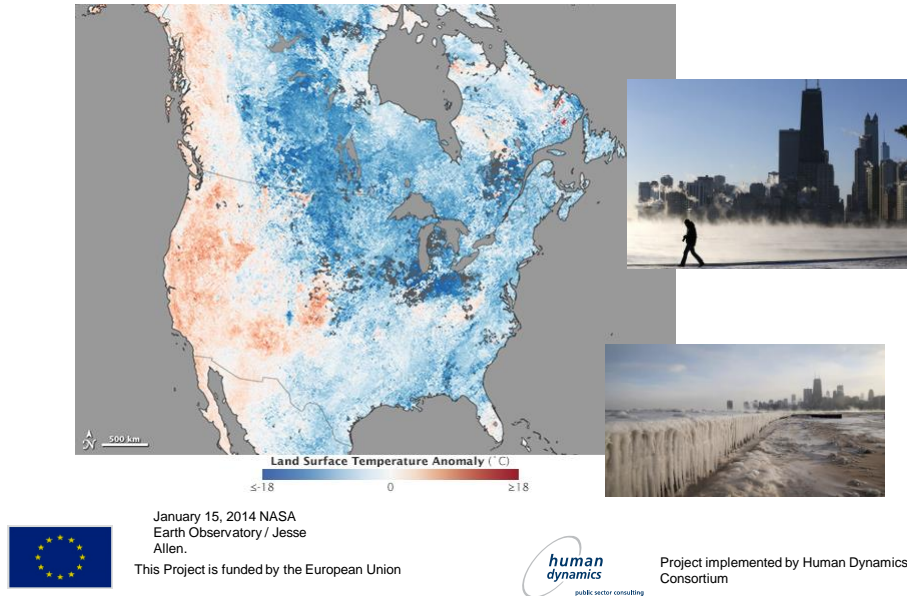 N
500 km
Land Surface Temperature Anomaly (˚C)
≤-18 0 ≥18
January 15, 2014 NASA
Earth Observatory / Jesse
Allen.
This Project is funded by the European Union
human
dynamics
public sector consulting
Project implemented by Human Dynamics
Consortium